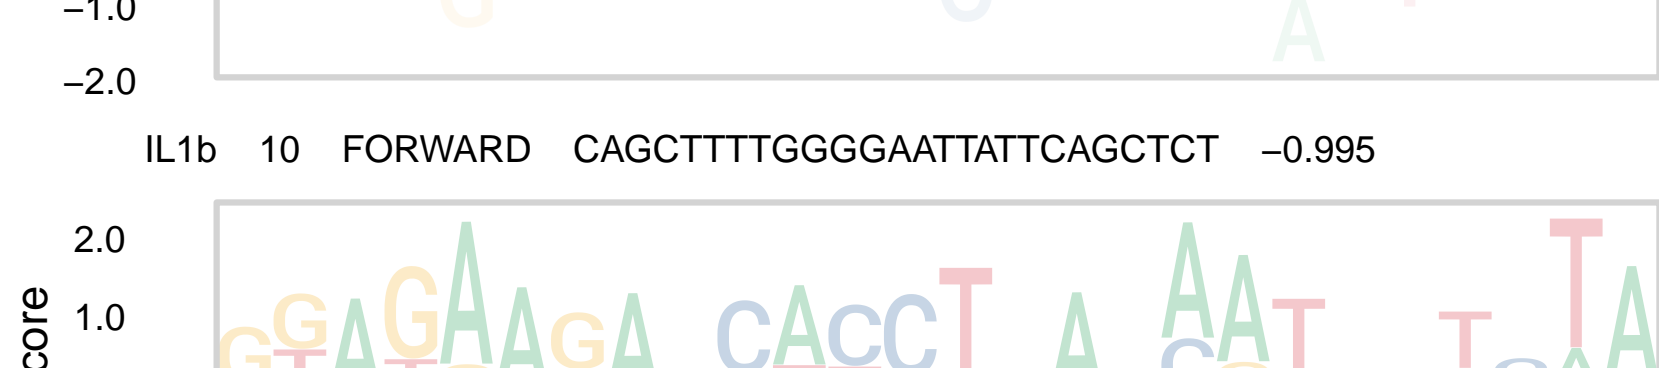 –1.0
–2.0
IL1b 10 FORWARD CAGCTTTTGGGGAATTATTCAGCTCT –0.995
2.0
1.0
core
G G T A G T A A G A C A C C T A A C A T T T A A